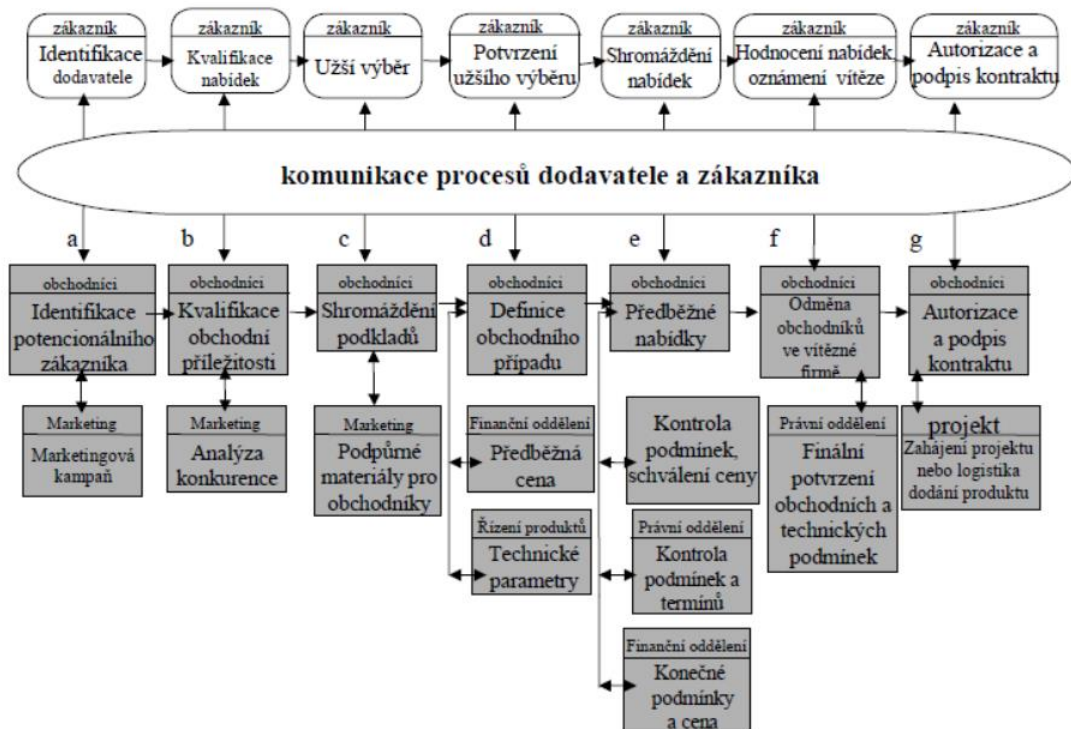 zákazník
Identifikace
dodavatele
zákazník
Kvalifikace
nabídek
zákazník
Užší výběr
zákazník
Potvrzení
užšího výběru
zákazník
Shromáždění
nabídek
zákazník
Hodnocení nabídek
oznámení vítěze
zákazník
Autorizace a
podpis kontraktu
komunikace procesů dodavatele a zákazníka
a
b
c
d
e
f
g
obchodníci
Identifikace
potencionálního
zákazníka
obchodníci
Kvalifikace
obchodní
příležitosti
obchodníci
Shromáždění
podkladů
obchodníci
Definice
obchodního
případu
obchodníci
Předběžné
nabídky
obchodníci
Odměna
obchodníků
ve vítězné
firmě
obchodníci
Autorizace
a podpis
kontraktu
Marketing
Marketingová
kampaň
Marketing
Analýza
konkurence
Marketing
Podpůrné
materiály pro
obchodníky
Finanční oddělení
Předběžná
cena
Kontrola
podmínek,
schválení ceny
Právní oddělení
Finální
potvrzení
obchodních a
technických
podmínek
projekt
Zahájení projektu
nebo logistika
dodání produktu
Řízení produktů
Technické
parametry
Právní oddělení
Kontrola
podmínek a
termínů
Finanční oddělení
Konečné
podmínky
a cena